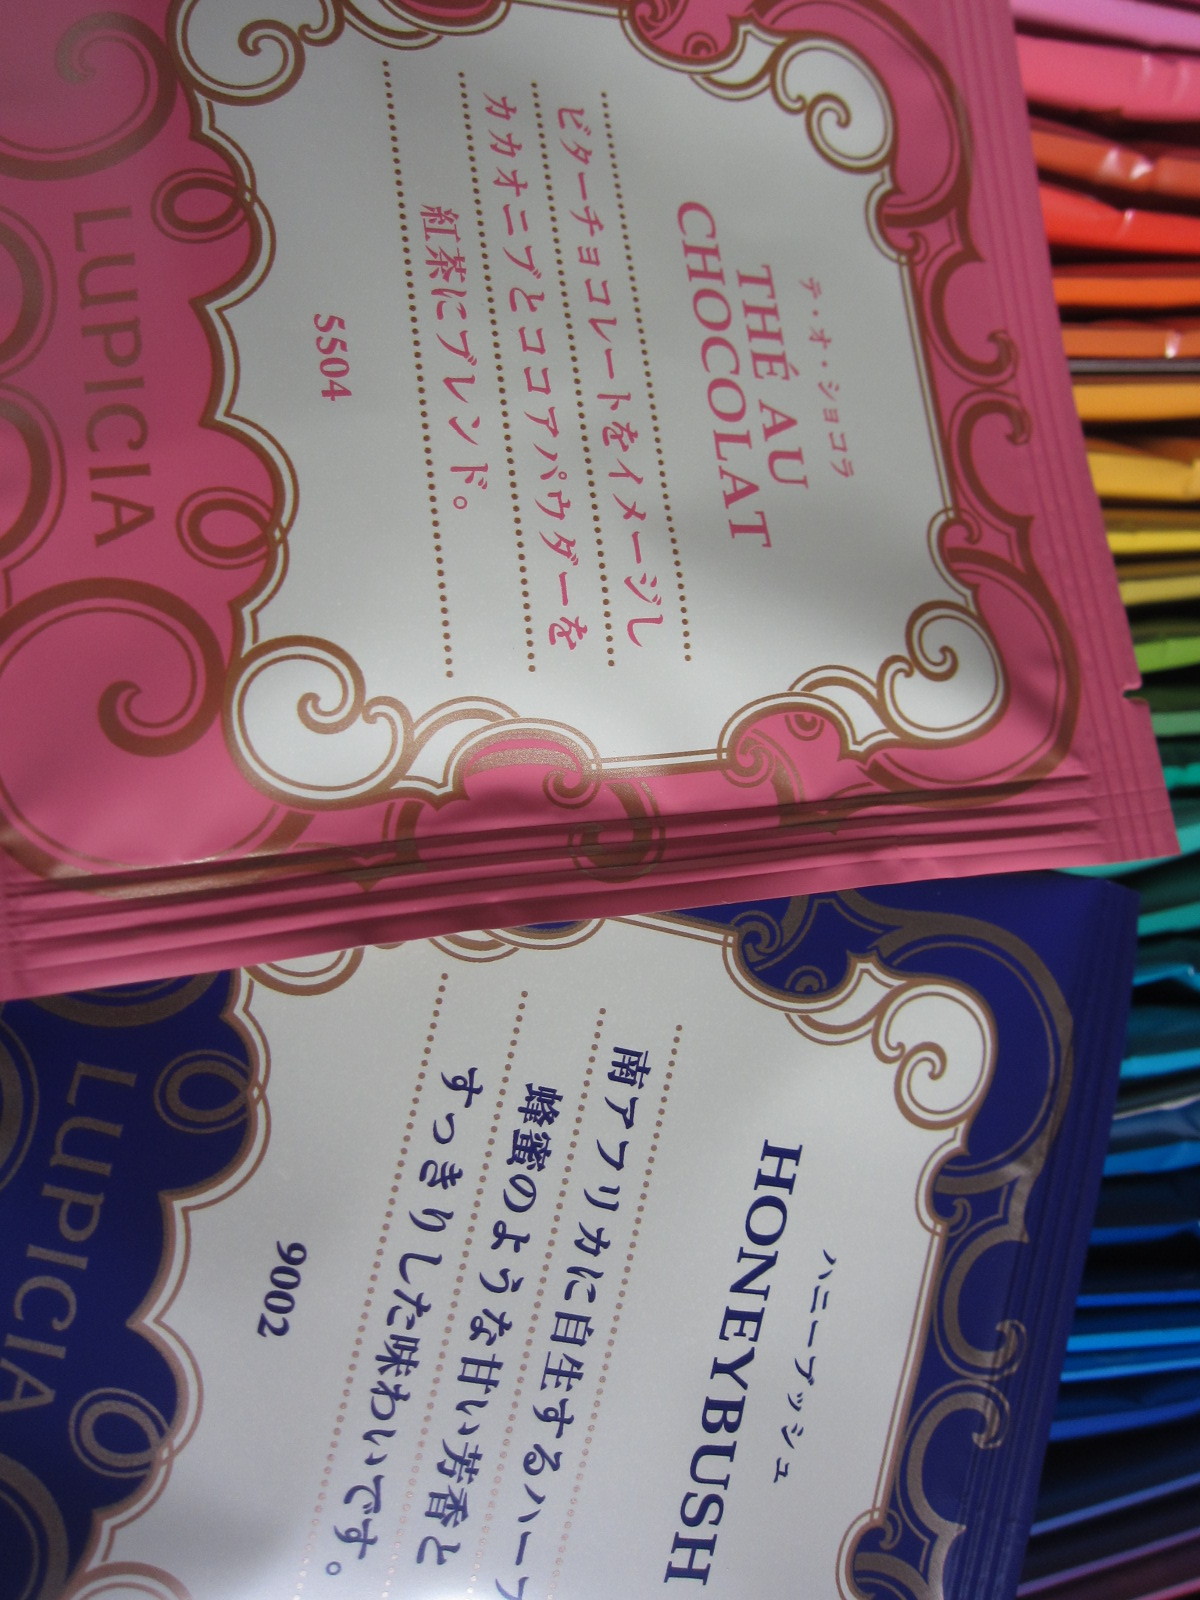 テ・オ・ショコラ
THÉ AU
CHOCOLAT
ビターチョコレートをイメージし
カカオニブとココアパウダーを
紅茶にブレンド。
5504
LUPICIA
ハニーブッシュ
HONEYBUSH
南アフリカに自生するハーブ
蜂蜜のような甘い芳香と
すっきりした味わいです。
9002
LUPICIA